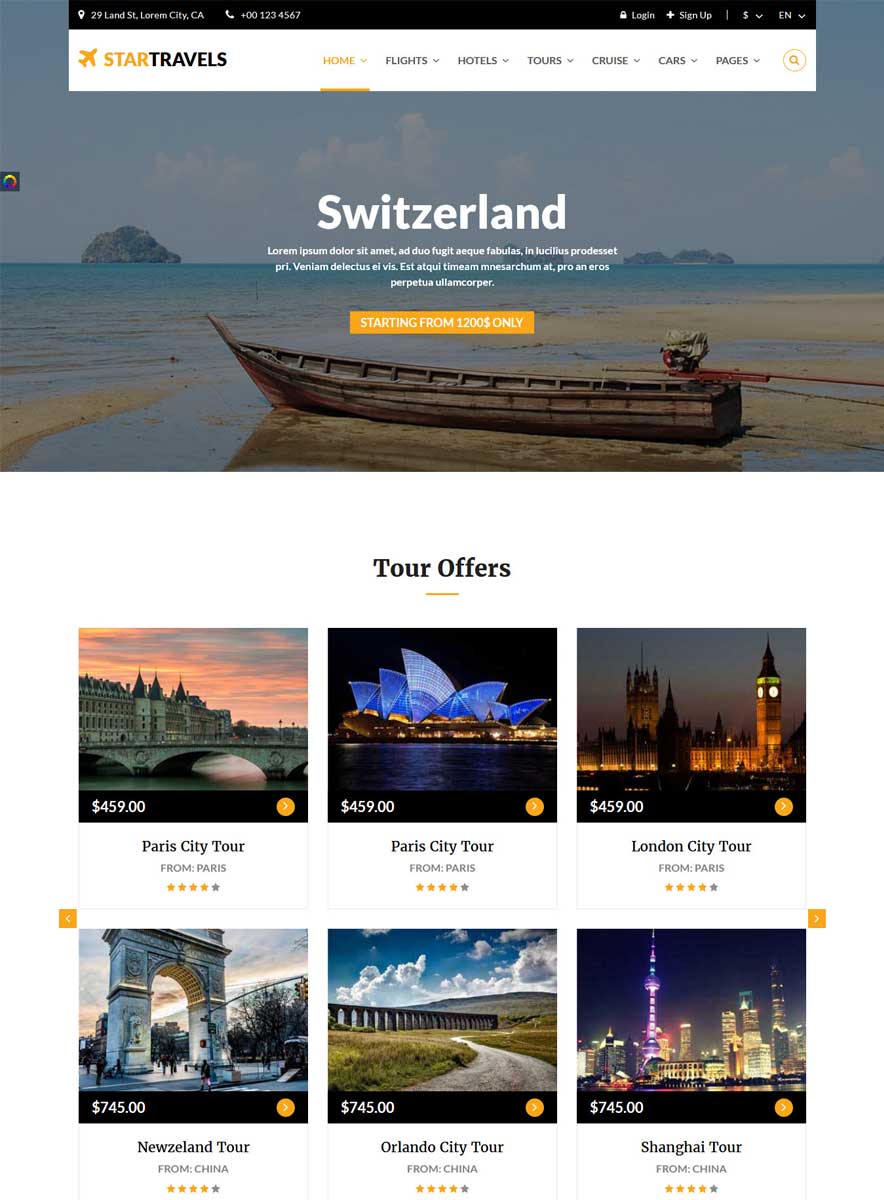 29 Land St, Lorem City, CA +00 123 4567 Login Sign Up | $ EN
STARTRAVELS HOME FLIGHTS HOTELS TOURS CRUISE CARS PAGES
Switzerland
Lorem ipsum dolor sit amet, ad duo fugit aeque fabulas, in lucilius prodesset
pri. Veniam delectus ei vis. Est atqui timeam mnesarchum at, pro an eros
perpetua ullamcorper.
STARTING FROM 1200$ ONLY
Tour Offers
$459.00 $459.00 $459.00
Paris City Tour Paris City Tour London City Tour
FROM: PARIS FROM: PARIS FROM: PARIS
$745.00 $745.00 $745.00
Newzeland Tour Orlando City Tour Shanghai Tour
FROM: CHINA FROM: CHINA FROM: CHINA